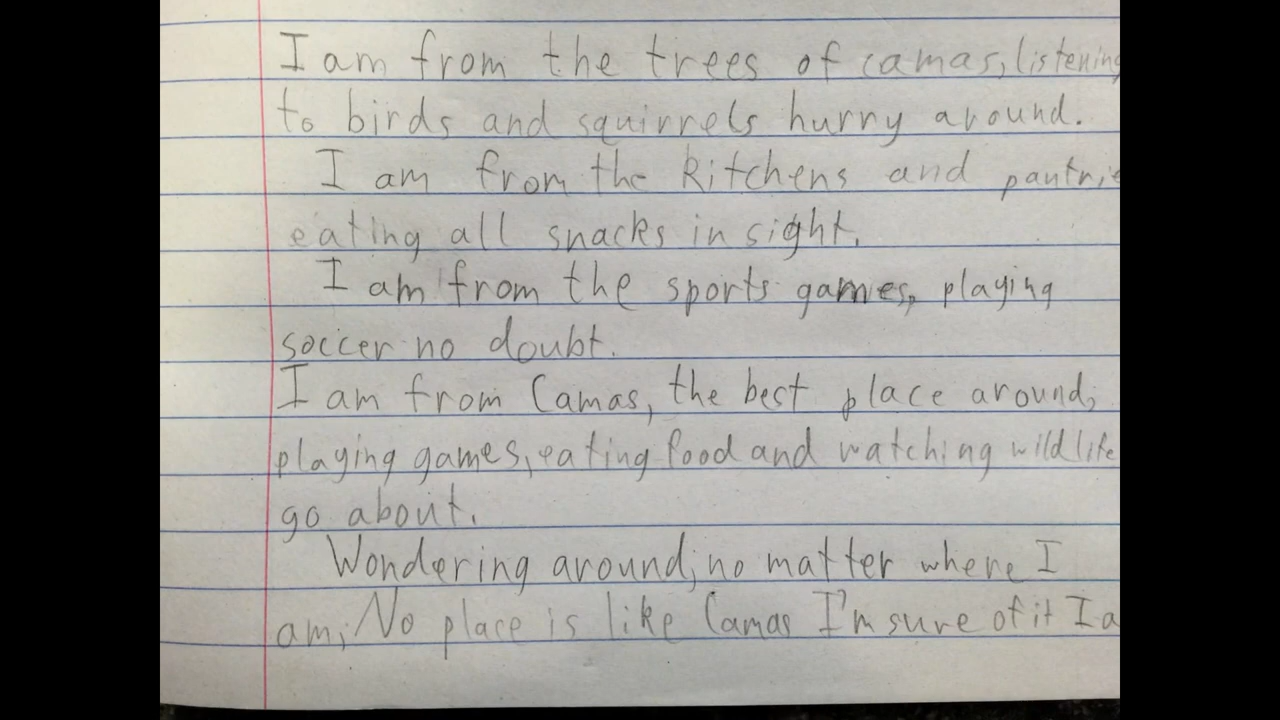 I am from the trees of camas, listening
to birds and squirrels hurry around.
I am from the kitchens and pantrie
eating all snacks in sight.
I am from the sports games, playing
soccer no doubt.
I am from Camas, the best place around,
playing games, eating food and watching wildlife
go about.
Wondering around, no matter where I
am, No place is like Camas I'm sure of it I a